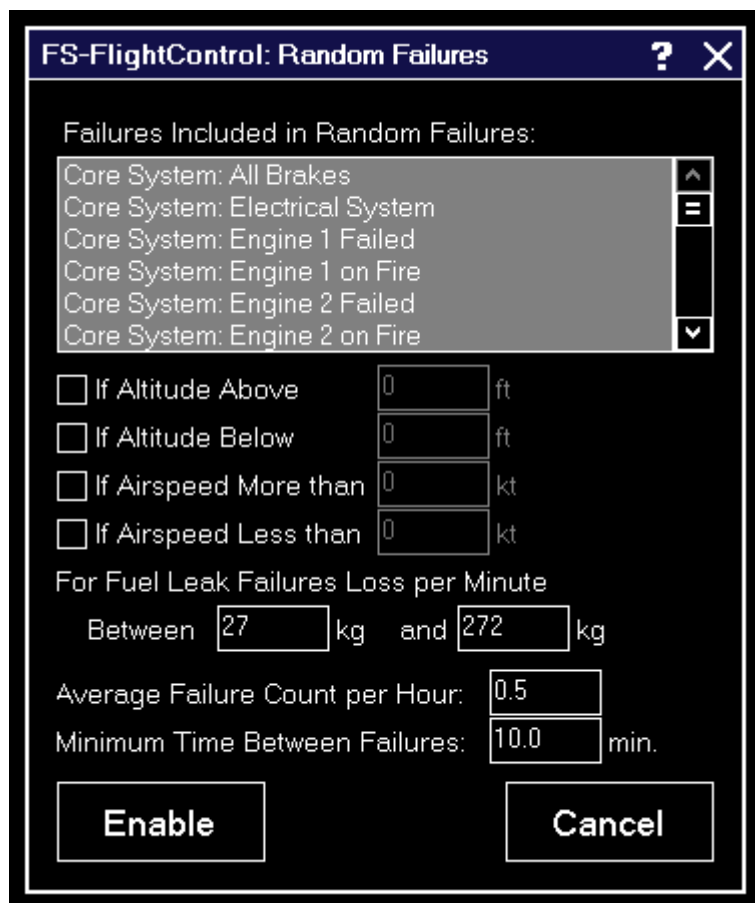 FS-FlightControl: Random Failures ? X
Failures Included in Random Failures:
Core System: All Brakes
Core System: Electrical System
Core System: Engine 1 Failed
Core System: Engine 1 on Fire
Core System: Engine 2 Failed
Core System: Engine 2 on Fire
If Altitude Above 0 ft
If Altitude Below 0 ft
If Airspeed More than 0 kt
If Airspeed Less than 0 kt
For Fuel Leak Failures Loss per Minute
Between 27 kg and 272 kg
Average Failure Count per Hour: 0.5
Minimum Time Between Failures: 10.0 min.
Enable Cancel